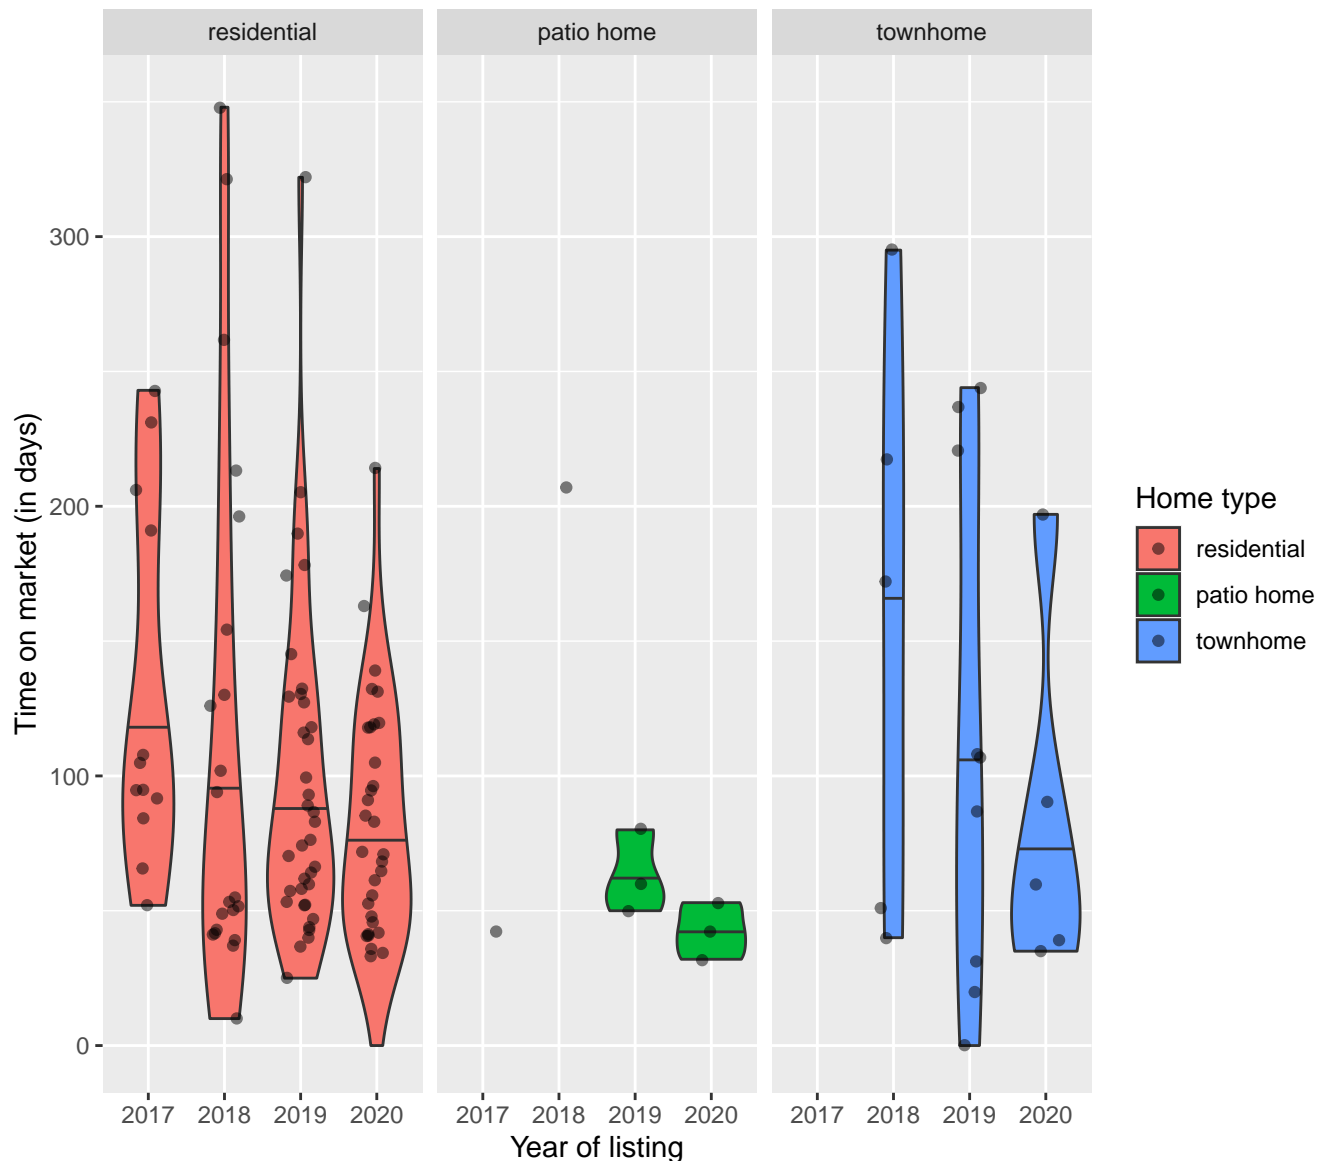 residential patio home townhome
300
200
100
0
Time on market (in days)
2017 2018 2019 2020 2017 2018 2019 2020 2017 2018 2019 2020
Year of listing
Home type
residential
patio home
townhome